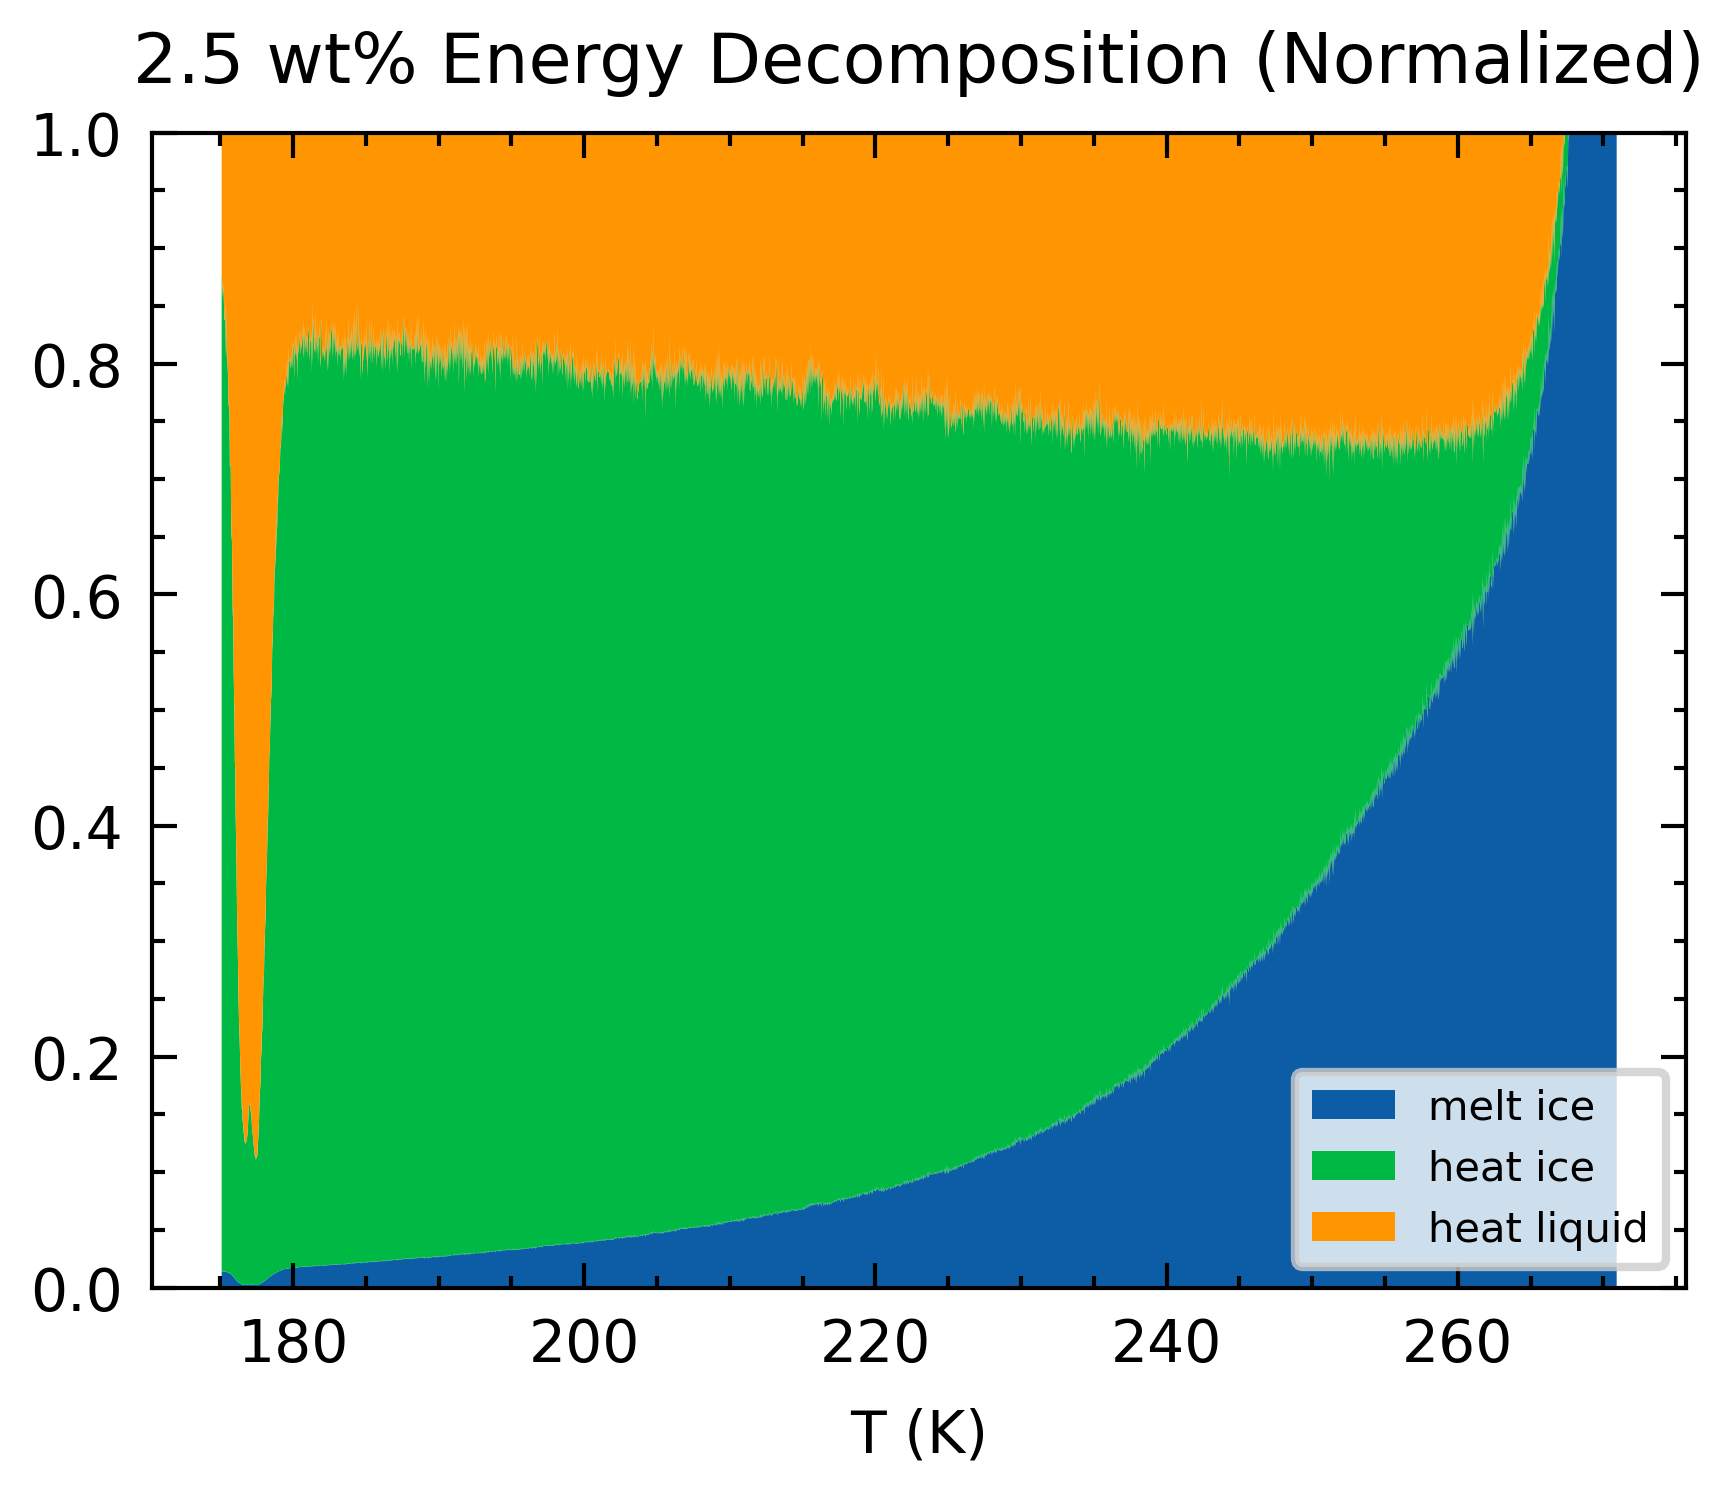 2.5 wt% Energy Decomposition (Normalized)
1.0
0.8
0.6
0.4
0.2
0.0
melt ice
heat ice
heat liquid
180 200 220 240 260
T (K)